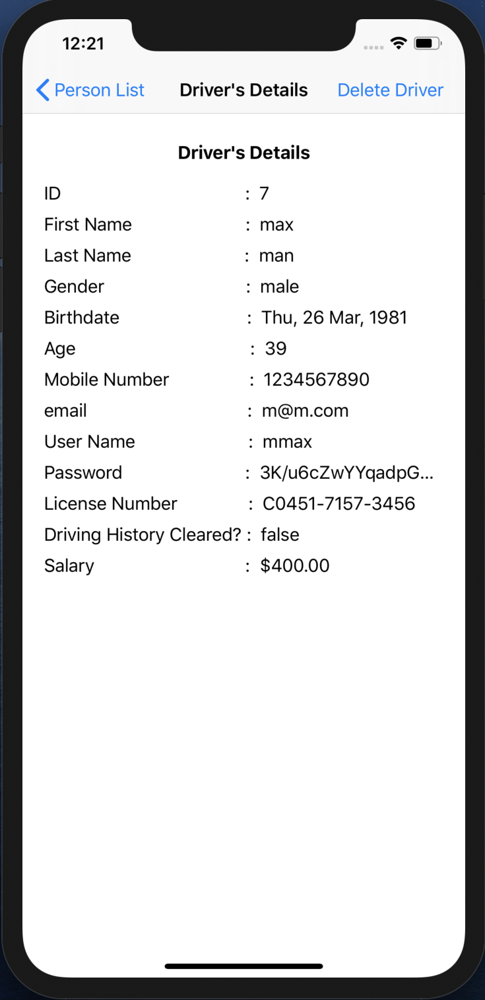 12:21
Person List Driver's Details Delete Driver
Driver's Details
ID : 7
First Name : max
Last Name : man
Gender : male
Birthdate : Thu, 26 Mar, 1981
Age : 39
Mobile Number : 1234567890
email : m@m.com
User Name : mmax
Password : 3K/u6cZwYYqadpG...
License Number : C0451-7157-3456
Driving History Cleared? : false
Salary : $400.00